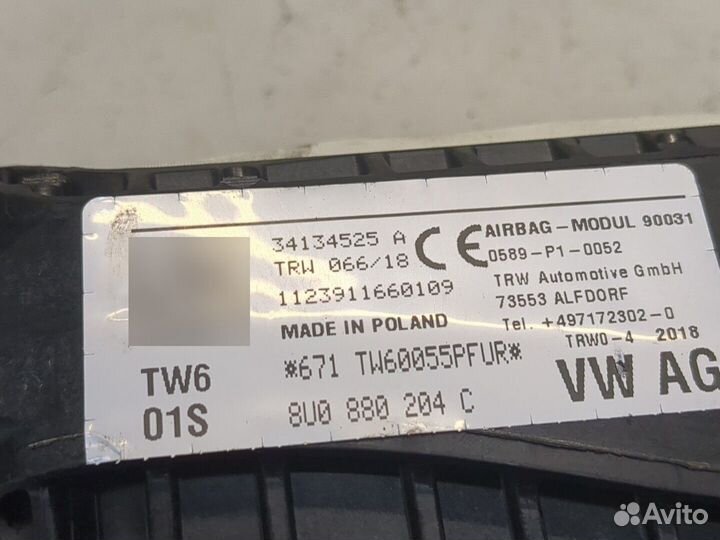 34134525 A
TRW 066/18
1123911660109
MADE IN POLAND
CE
AIRBAG-MODUL 90031
0589-P1-0052
TRW Automotive GmbH
73553 ALFDORF
Tel. +497172302-0
TRW0-4 2018
TW6
01S
*671 TW60055PFUR*
8U0 880 204 C
VW AG
Avito